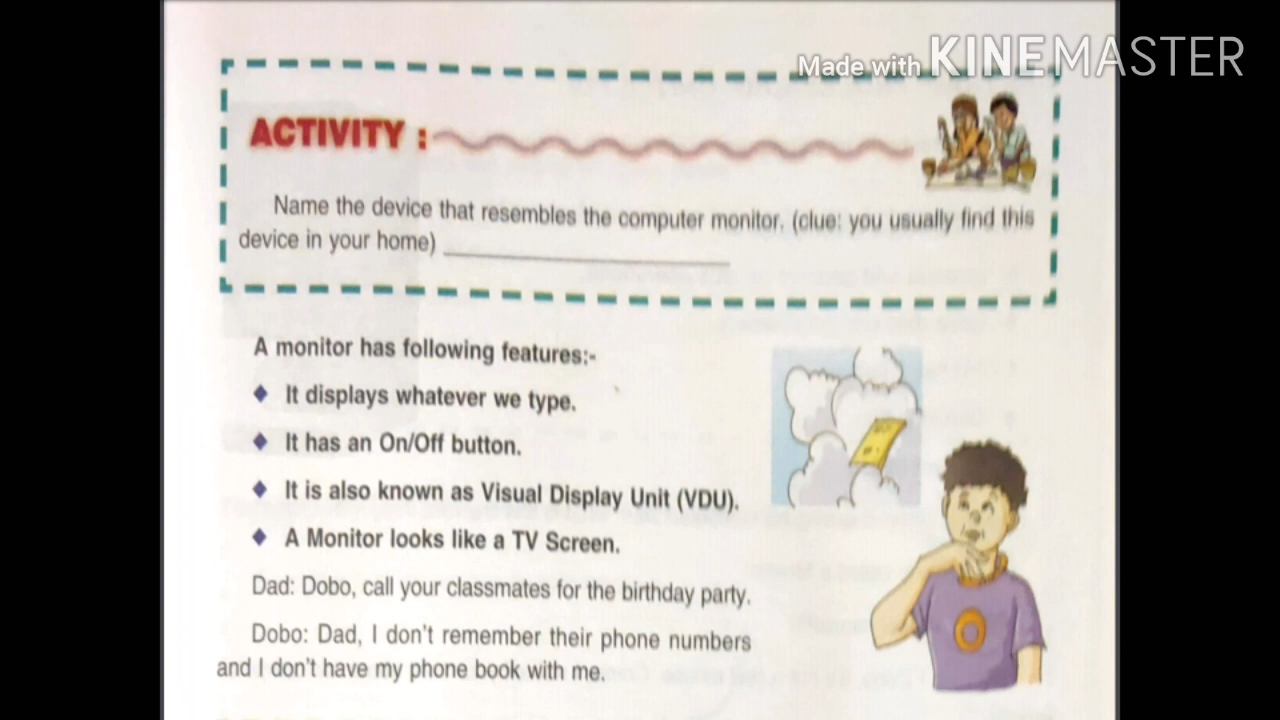 Made with KINEMASTER
ACTIVITY :
Name the device that resembles the computer monitor. (clue: you usually find this
device in your home)
A monitor has following features:-
It displays whatever we type.
It has an On/Off button.
It is also known as Visual Display Unit (VDU).
A Monitor looks like a TV Screen.
Dad: Dobo, call your classmates for the birthday party.
Dobo: Dad, I don't remember their phone numbers
and I don't have my phone book with me.